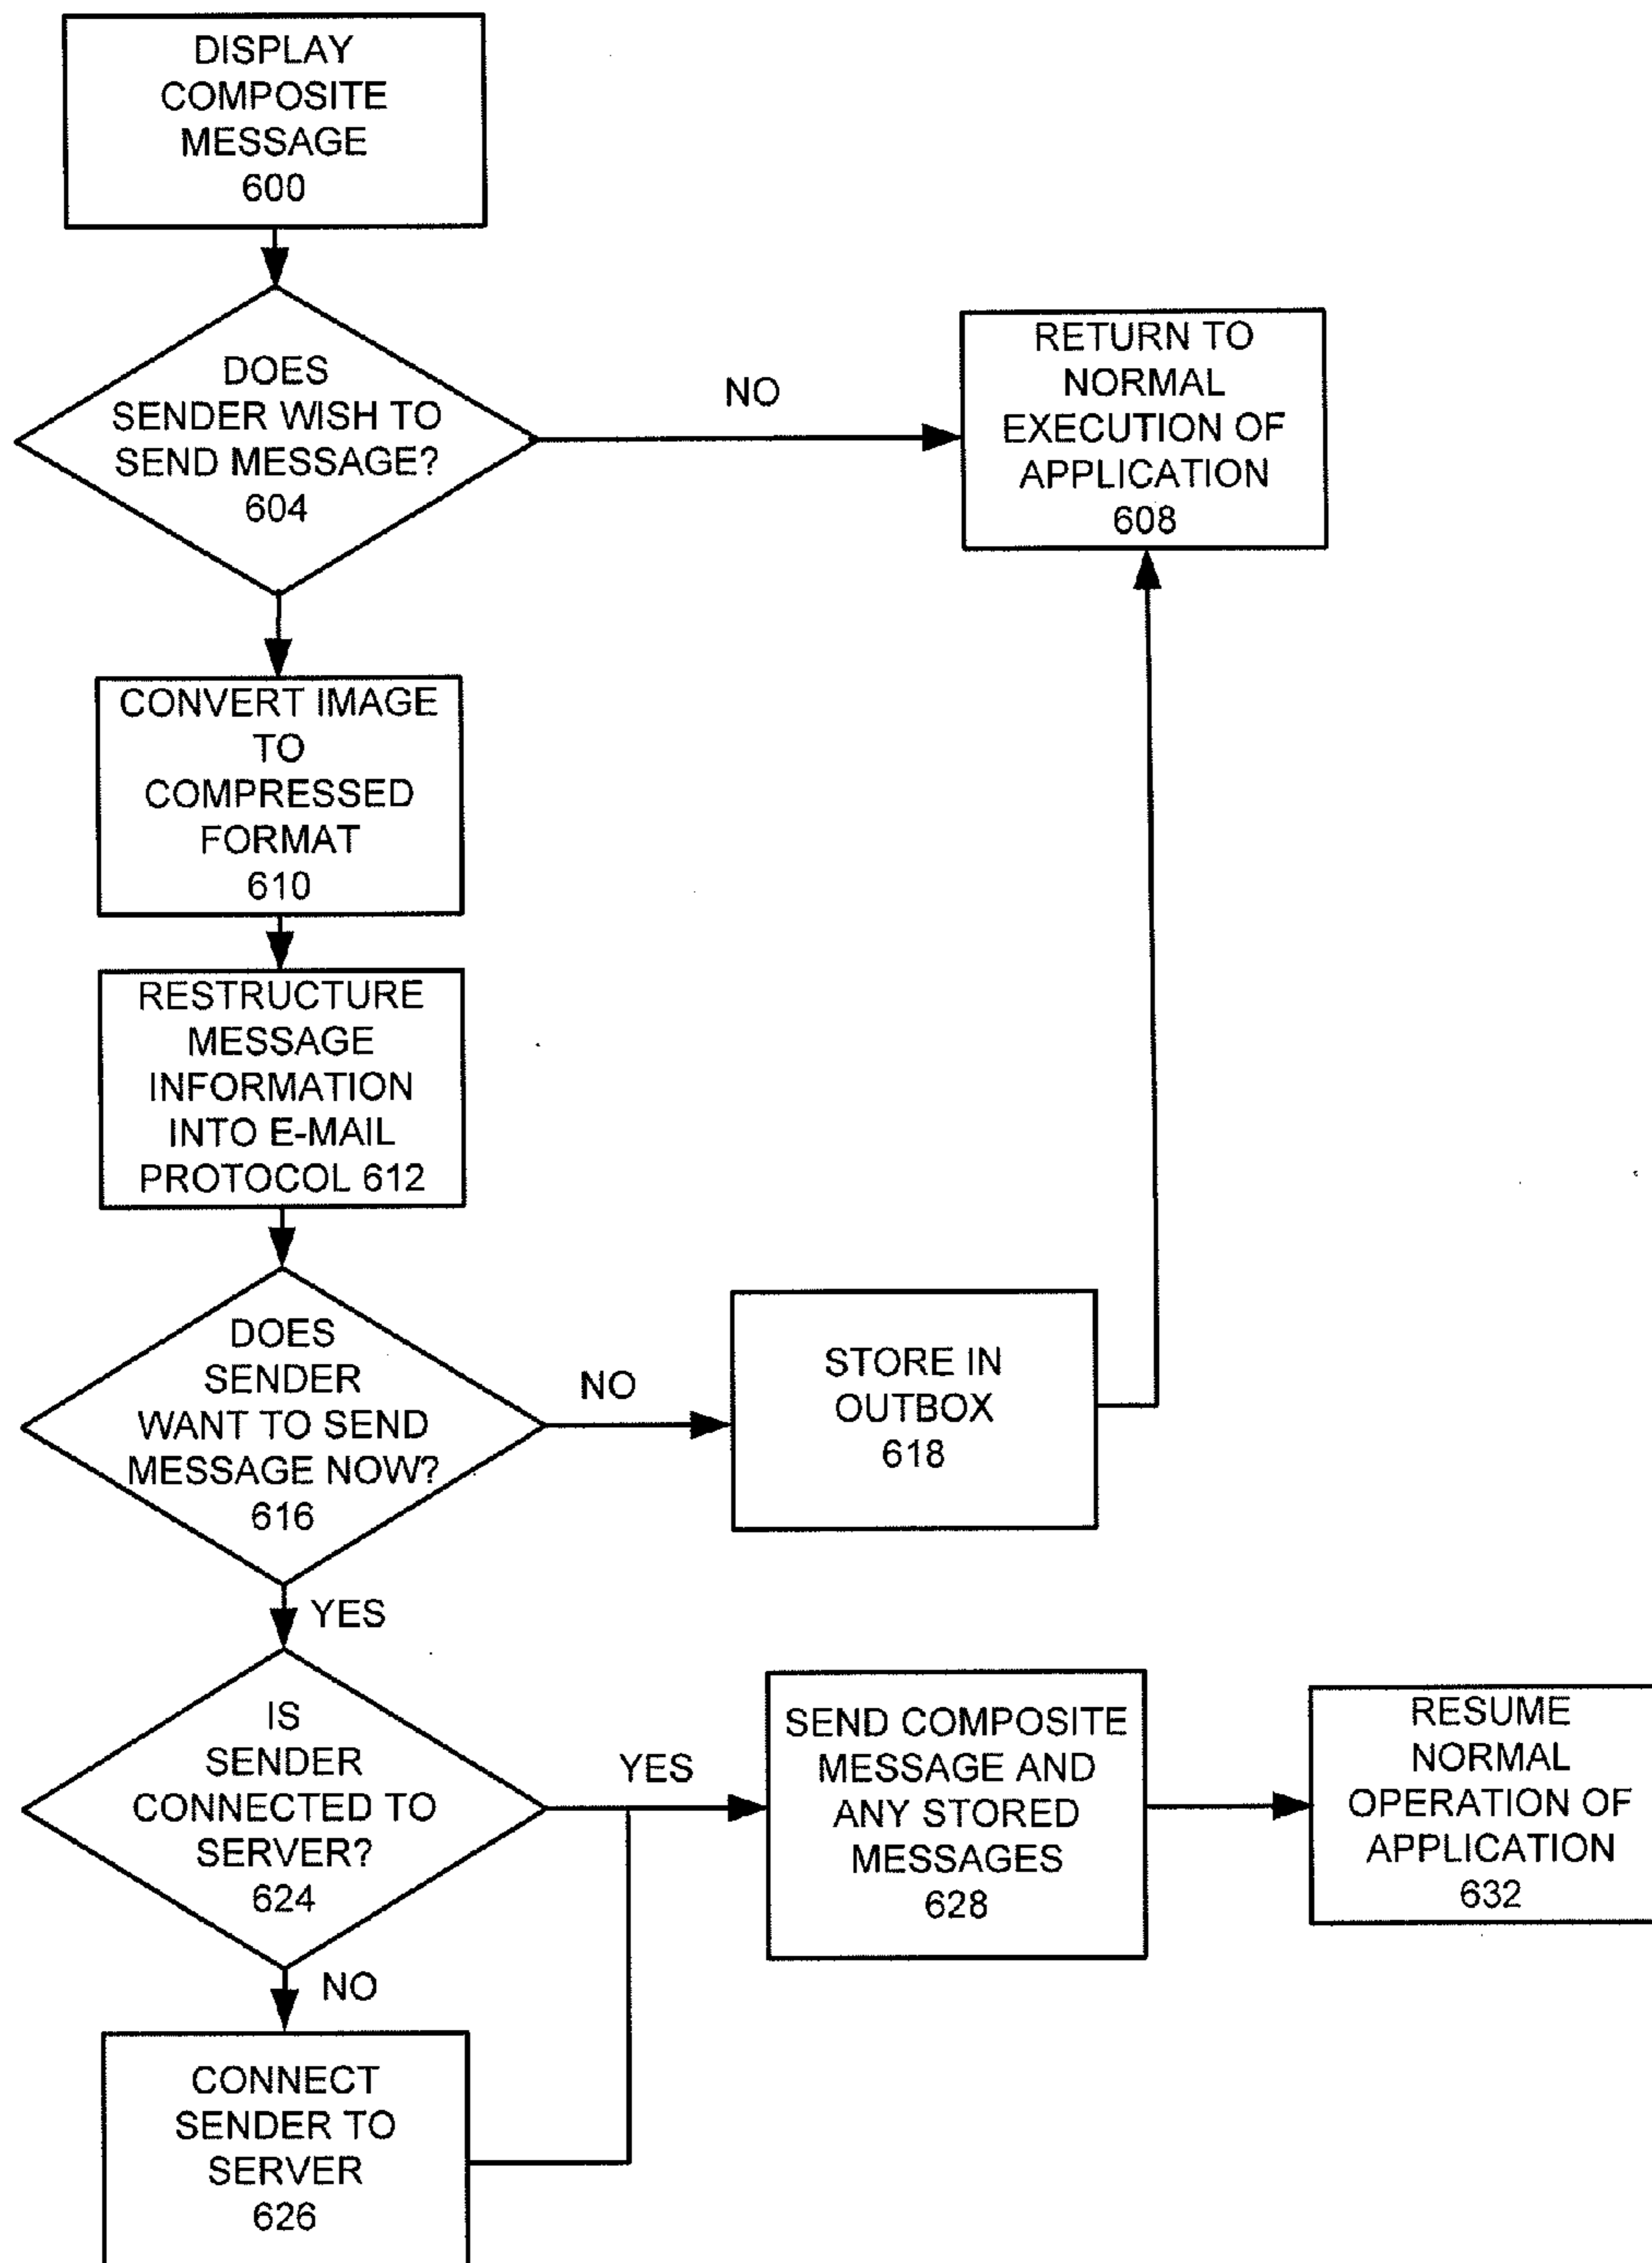 DISPLAY
COMPOSITE
MESSAGE
600
DOES
SENDER WISH TO
SEND MESSAGE?
604
NO
RETURN TO
NORMAL
EXECUTION OF
APPLICATION
608
CONVERT IMAGE
TO
COMPRESSED
FORMAT
610
RESTRUCTURE
MESSAGE
INFORMATION
INTO E-MAIL
PROTOCOL 612
DOES
SENDER
WANT TO SEND
MESSAGE NOW?
616
NO
STORE IN
OUTBOX
618
YES
IS
SENDER
CONNECTED TO
SERVER?
624
YES
SEND COMPOSITE
MESSAGE AND
ANY STORED
MESSAGES
628
RESUME
NORMAL
OPERATION OF
APPLICATION
632
NO
CONNECT
SENDER TO
SERVER
626